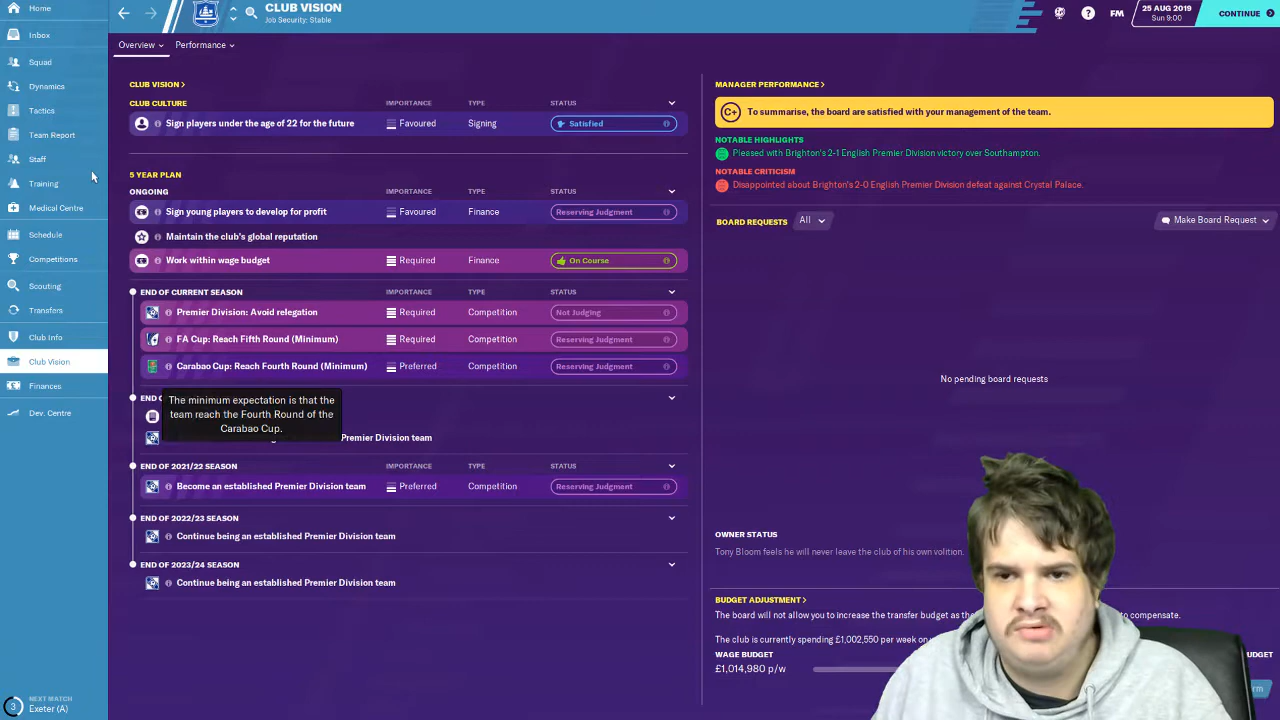 Home
CLUB VISION
Job Security: Stable
FM
25 AUG 2019
Sun 9:00
CONTINUE
Inbox
Squad
Dynamics
Tactics
Team Report
Staff
Training
Medical Centre
Schedule
Competitions
Scouting
Transfers
Club Info
Club Vision
Finances
Dev. Centre
NEXT MATCH
3
Exeter (A)
Overview
Performance
CLUB VISION >
CLUB CULTURE IMPORTANCE TYPE STATUS
Sign players under the age of 22 for the future Favoured Signing Satisfied
5 YEAR PLAN
ONGOING IMPORTANCE TYPE STATUS
Sign young players to develop for profit Favoured Finance Reserving Judgment
Maintain the club's global reputation
Work within wage budget Required Finance On Course
END OF CURRENT SEASON IMPORTANCE TYPE STATUS
Premier Division: Avoid relegation Required Competition Not Judging
FA Cup: Reach Fifth Round (Minimum) Required Competition Reserving Judgment
Carabao Cup: Reach Fourth Round (Minimum) Preferred Competition Reserving Judgment
The minimum expectation is that the
team reach the Fourth Round of the
Carabao Cup.
Premier Division team
END OF 2021/22 SEASON IMPORTANCE TYPE STATUS
Become an established Premier Division team Preferred Competition Reserving Judgment
END OF 2022/23 SEASON
Continue being an established Premier Division team
END OF 2023/24 SEASON
Continue being an established Premier Division team
MANAGER PERFORMANCE >
C+ To summarise, the board are satisfied with your management of the team.
NOTABLE HIGHLIGHTS
Pleased with Brighton's 2-1 English Premier Division victory over Southampton.
NOTABLE CRITICISM
Disappointed about Brighton's 2-0 English Premier Division defeat against Crystal Palace.
BOARD REQUESTS All Make Board Request
No pending board requests
OWNER STATUS
Tony Bloom feels he will never leave the club of his own volition.
BUDGET ADJUSTMENT >
The board will not allow you to increase the transfer budget as the to compensate.
The club is currently spending £1,002,550 per week on
WAGE BUDGET
£1,014,980 p/w